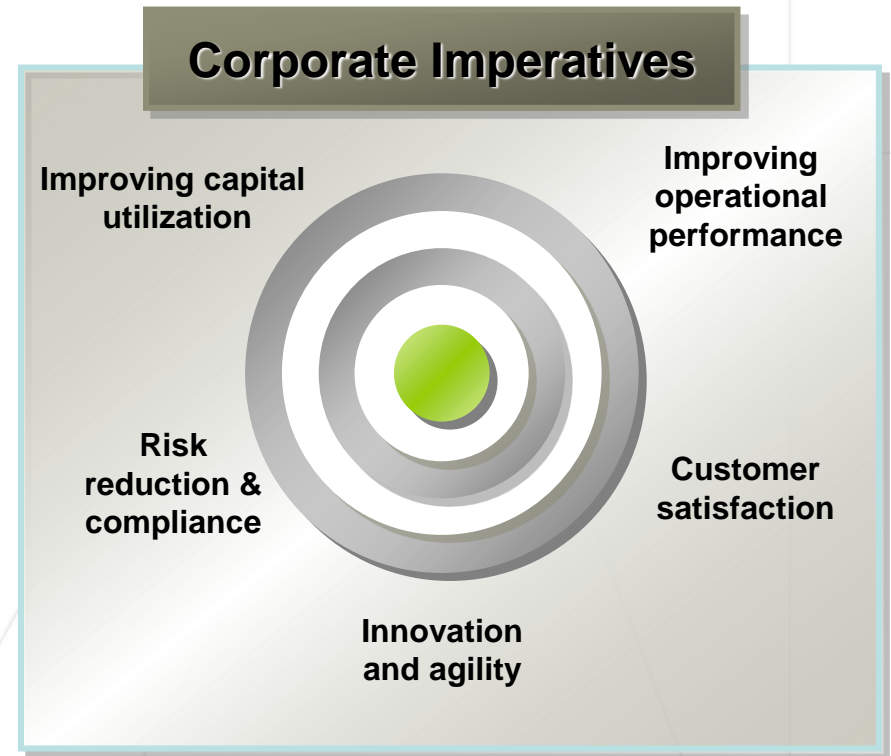 Corporate Imperatives
Improving capital
utilization
Improving
operational
performance
Risk
reduction &
compliance
Customer
satisfaction
Innovation
and agility